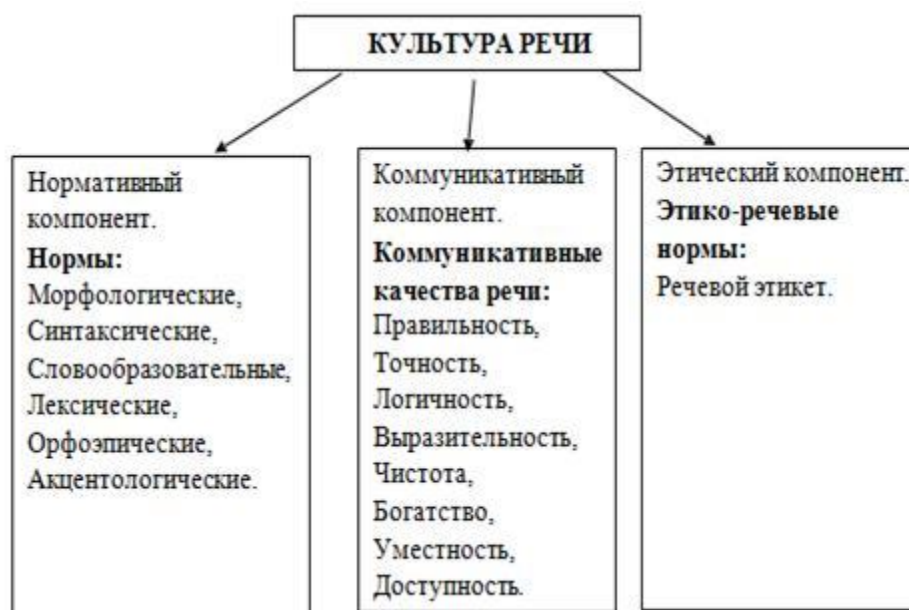 КУЛЬТУРА РЕЧИ
Нормативный
компонент.
Нормы:
Морфологические,
Синтаксические,
Словообразовательные,
Лексические,
Орфоэпические,
Акцентологические.
Коммуникативный
компонент.
Коммуникативные
качества речи:
Правильность,
Точность,
Логичность,
Выразительность,
Чистота,
Богатство,
Уместность,
Доступность.
Этический компонент.
Этико-речевые
нормы:
Речевой этикет.